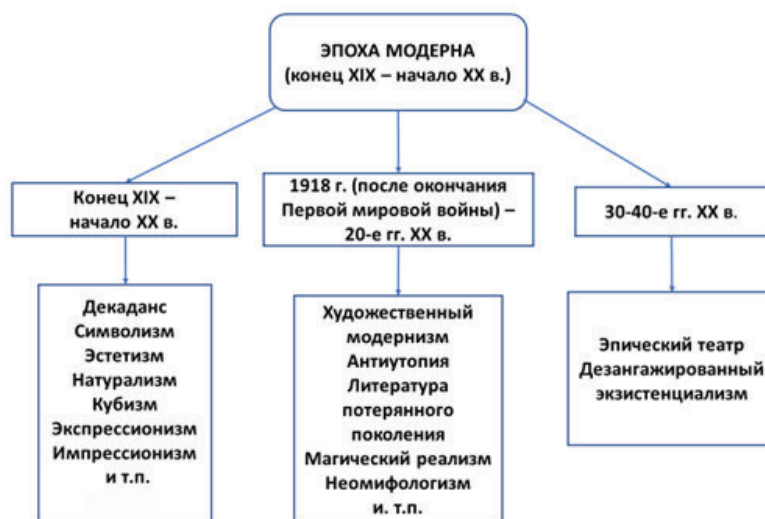 ЭПОХА МОДЕРНА
(конец XIX – начало XX в.)
Конец XIX –
начало XX в.
1918 г. (после окончания
Первой мировой войны) –
20-е гг. XX в.
30-40-е гг. XX в.
Декаданс
Символизм
Эстетизм
Натурализм
Кубизм
Экспрессионизм
Импрессионизм
и т.п.
Художественный
модернизм
Антиутопия
Литература
потерянного
поколения
Магический реализм
Неомифологизм
и. т.п.
Эпический театр
Дезангажированный
экзистенциализм